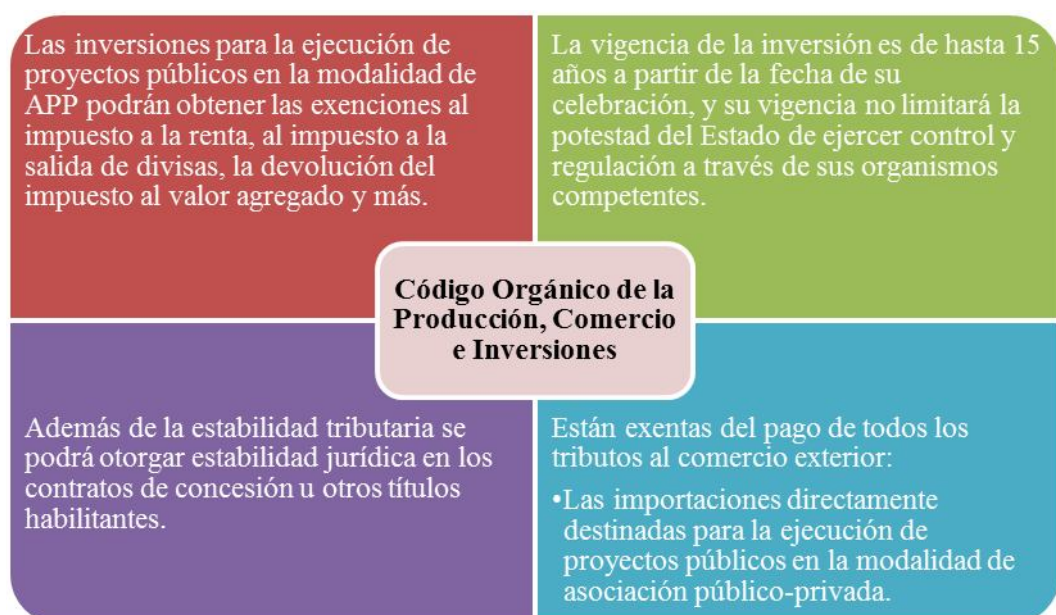 Las inversiones para la ejecución de
proyectos públicos en la modalidad de
APP podrán obtener las exenciones al
impuesto a la renta, al impuesto a la
salida de divisas, la devolución del
impuesto al valor agregado y más.
La vigencia de la inversión es de hasta 15
años a partir de la fecha de su
celebración, y su vigencia no limitará la
potestad del Estado de ejercer control y
regulación a través de sus organismos
competentes.
Código Orgánico de la
Producción, Comercio
e Inversiones
Además de la estabilidad tributaria se
podrá otorgar estabilidad jurídica en los
contratos de concesión u otros títulos
habilitantes.
Están exentas del pago de todos los
tributos al comercio exterior:
•Las importaciones directamente
destinadas para la ejecución de
proyectos públicos en la modalidad de
asociación público-privada.